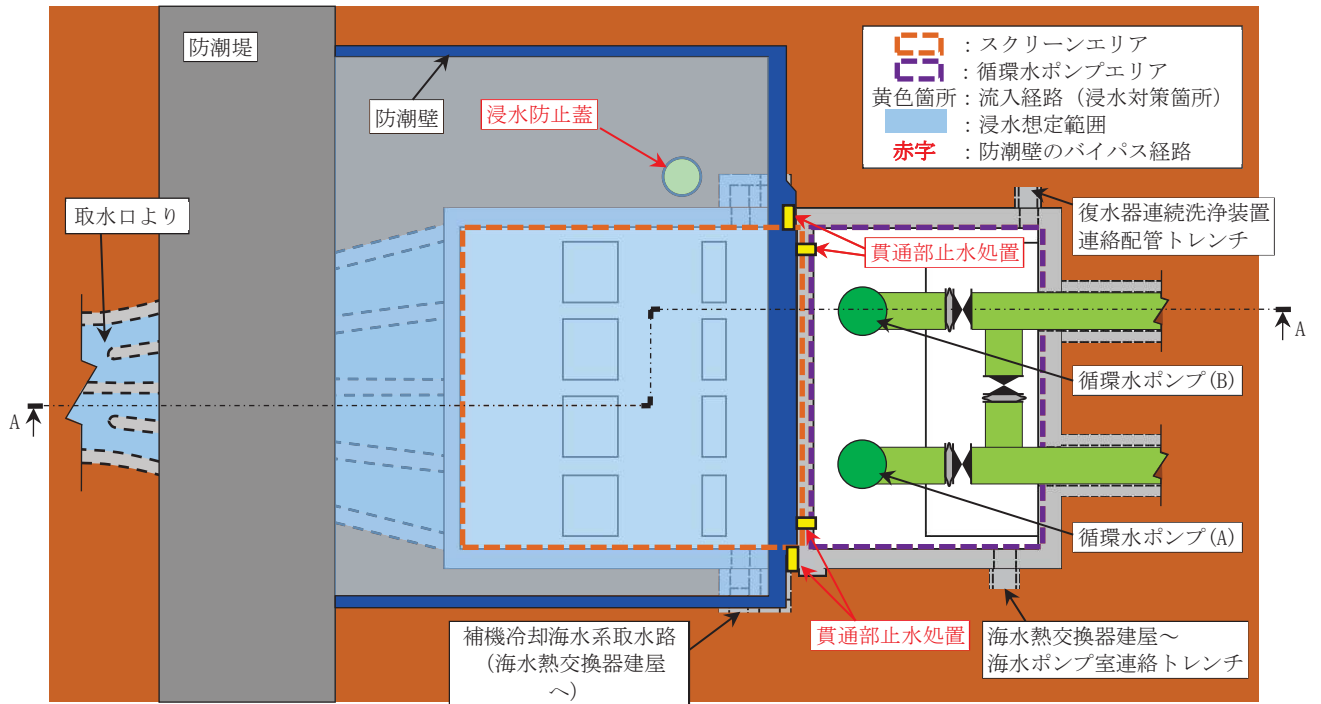 防潮堤
防潮壁
浸水防止蓋
：スクリーンエリア
：循環水ポンプエリア
黄色箇所：流入経路（浸水対策箇所）
：浸水想定範囲
赤字：防潮壁のバイパス経路
取水口より
復水器連続洗浄装置
連絡配管トレンチ
貫通部止水処置
A
A
循環水ポンプ(B)
循環水ポンプ(A)
貫通部止水処置
補機冷却海水系取水路
（海水熱交換器建屋
へ）
海水熱交換器建屋～
海水ポンプ室連絡トレンチ